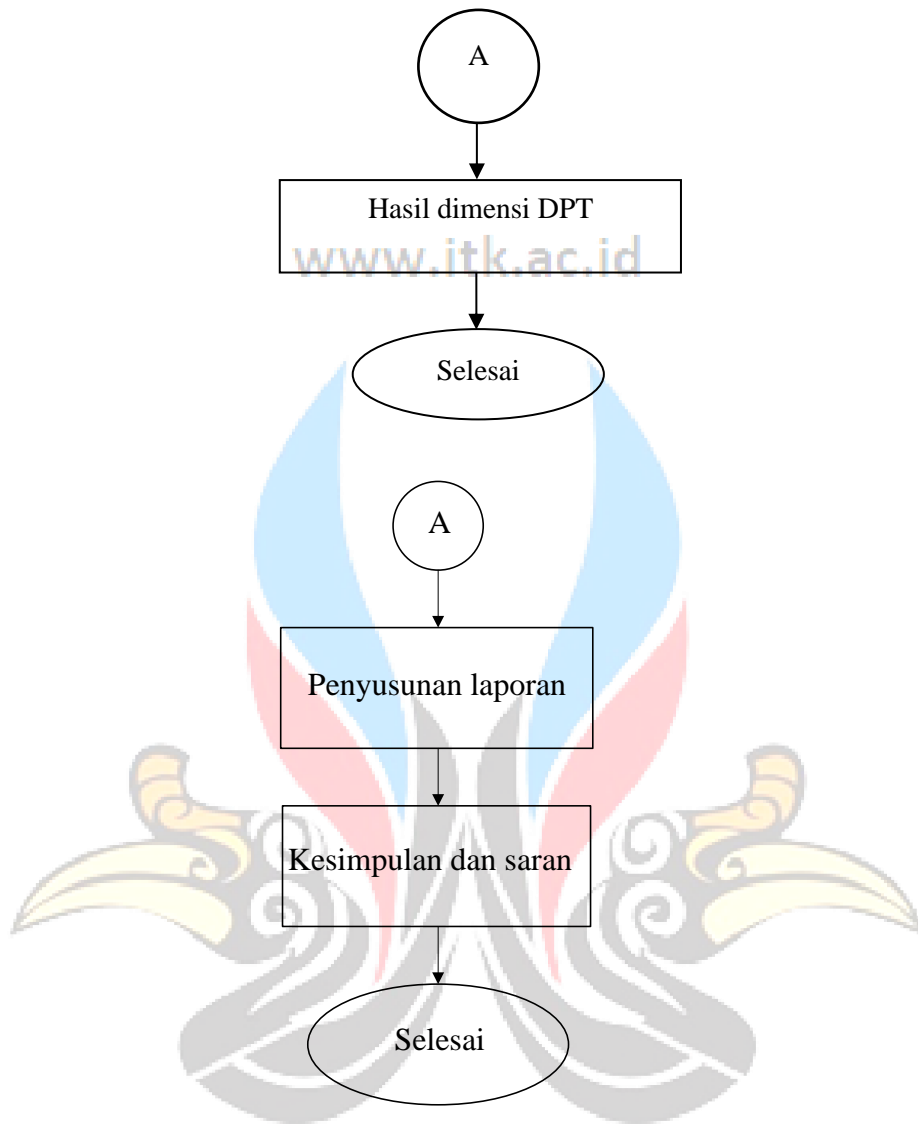 A
Hasil dimensi DPT
www.itk.ac.id
Selesai
A
Penyusunan laporan
Kesimpulan dan saran
Selesai